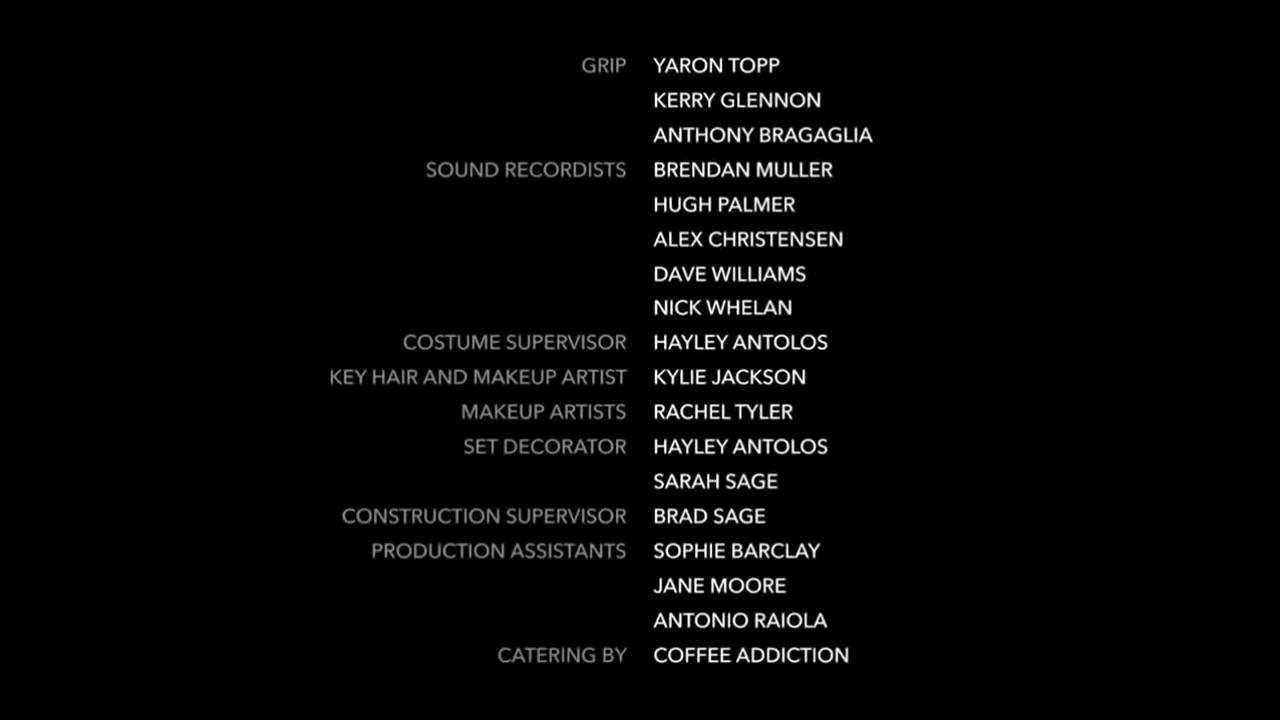 GRIP YARON TOPP
KERRY GLENNON
ANTHONY BRAGAGLIA
SOUND RECORDISTS BRENDAN MULLER
HUGH PALMER
ALEX CHRISTENSEN
DAVE WILLIAMS
NICK WHELAN
COSTUME SUPERVISOR HAYLEY ANTOLOS
KEY HAIR AND MAKEUP ARTIST KYLIE JACKSON
MAKEUP ARTISTS RACHEL TYLER
SET DECORATOR HAYLEY ANTOLOS
SARAH SAGE
CONSTRUCTION SUPERVISOR BRAD SAGE
PRODUCTION ASSISTANTS SOPHIE BARCLAY
JANE MOORE
ANTONIO RAIOLA
CATERING BY COFFEE ADDICTION